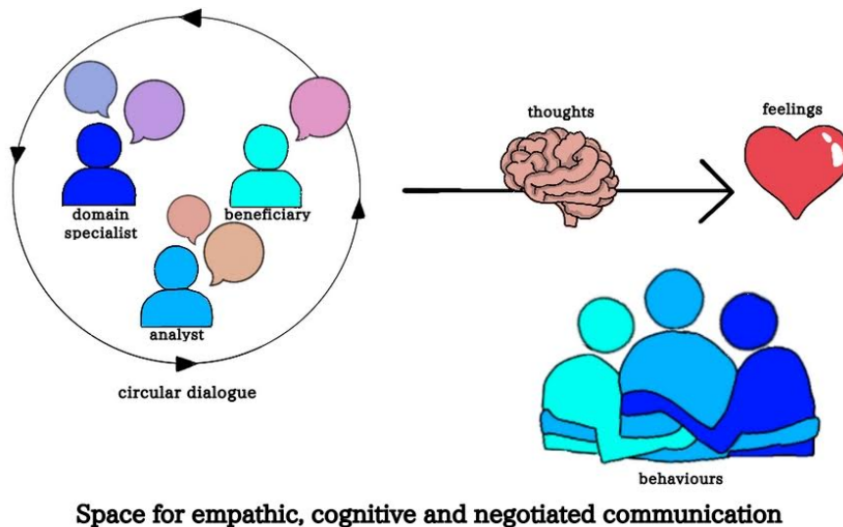 thoughts
feelings
domain
specialist
beneficiary
analyst
circular dialogue
behaviours
Space for empathic, cognitive and negotiated communication